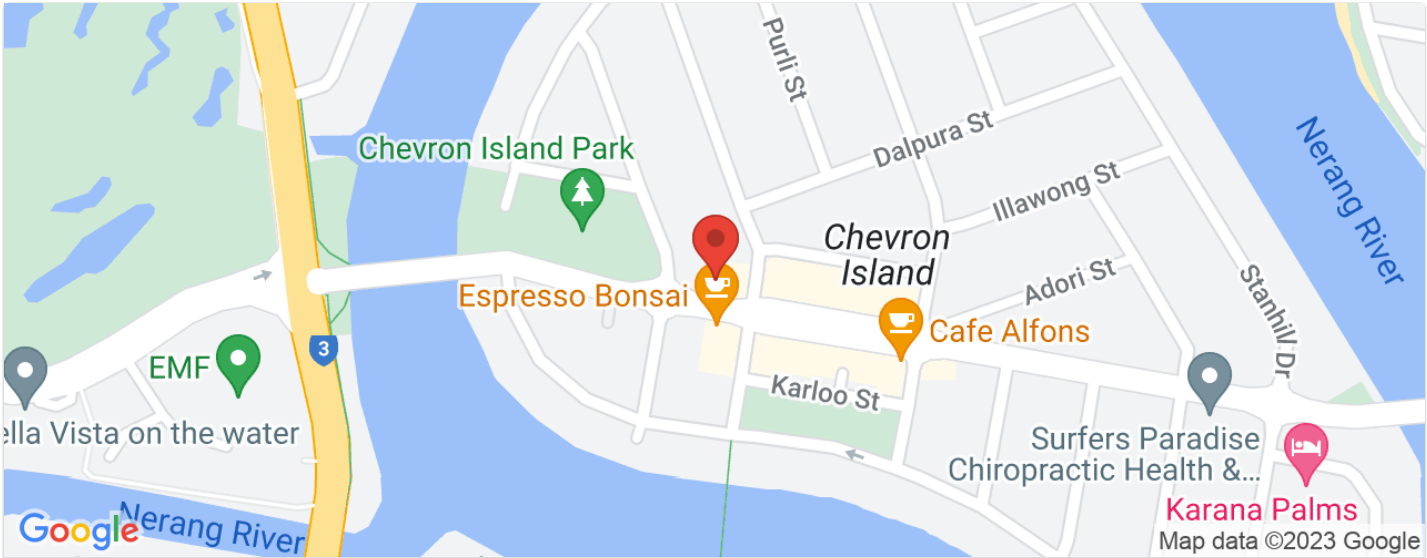 Purli St
Dalpura St
Nerang River
Chevron Island Park
Illawong St
Chevron
Island
Adori St
Stanhill Dr
Espresso Bonsai
Cafe Alfons
3
EMF
Karloo St
ella Vista on the water
Surfers Paradise
Chiropractic Health &...
Karana Palms
Nerang River
Google
Map data ©2023 Google